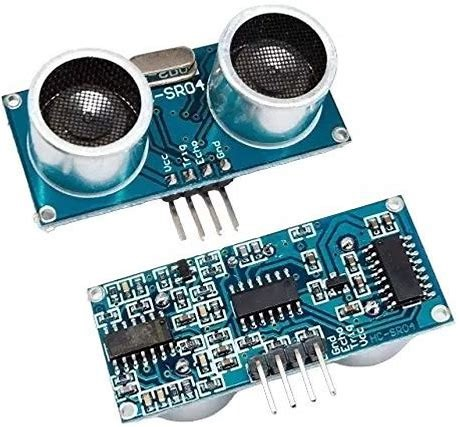 -SR04
Vcc
Trig
Echo
Gnd
Gnd
Echo
Trig
Vcc
HC-SR04